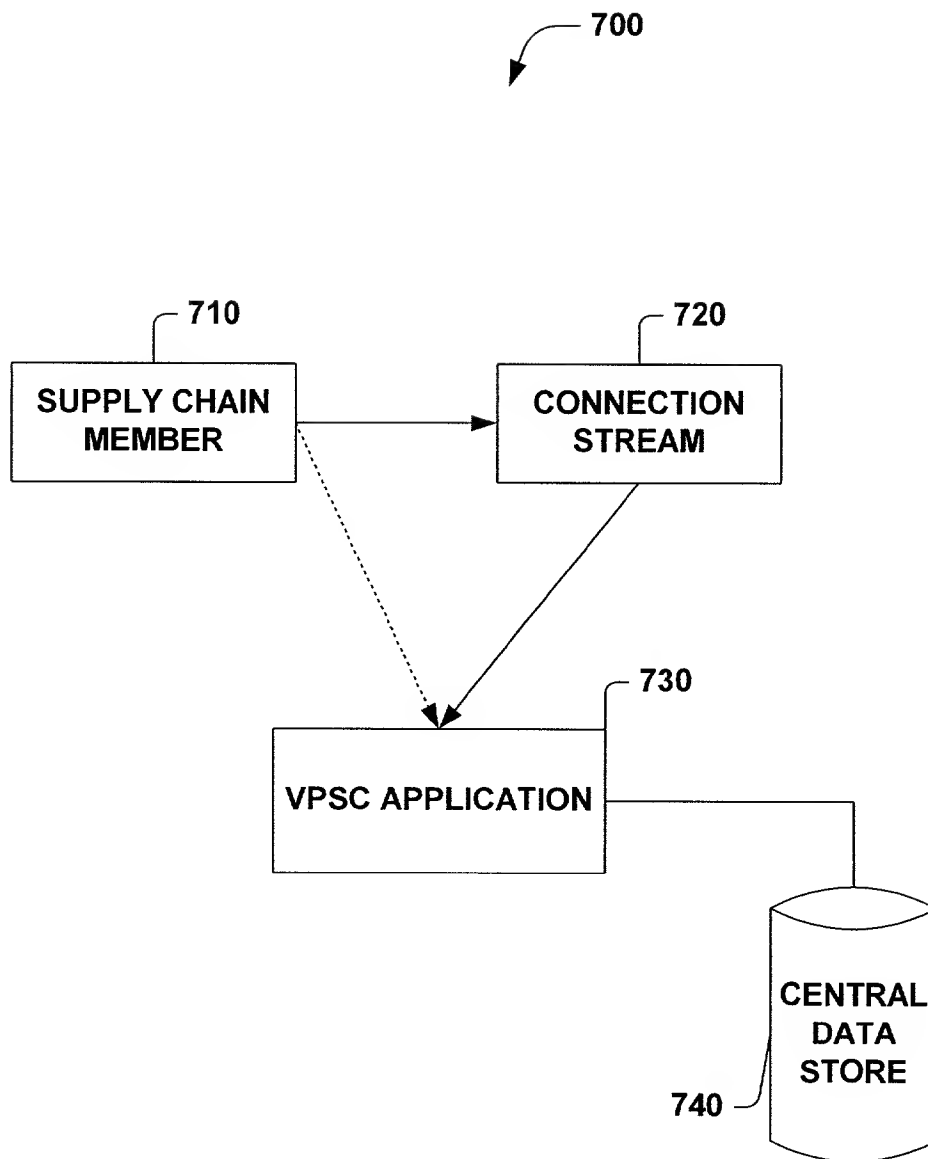 700
710
720
SUPPLY CHAIN
MEMBER
CONNECTION
STREAM
730
VPSC APPLICATION
CENTRAL
DATA
STORE
740